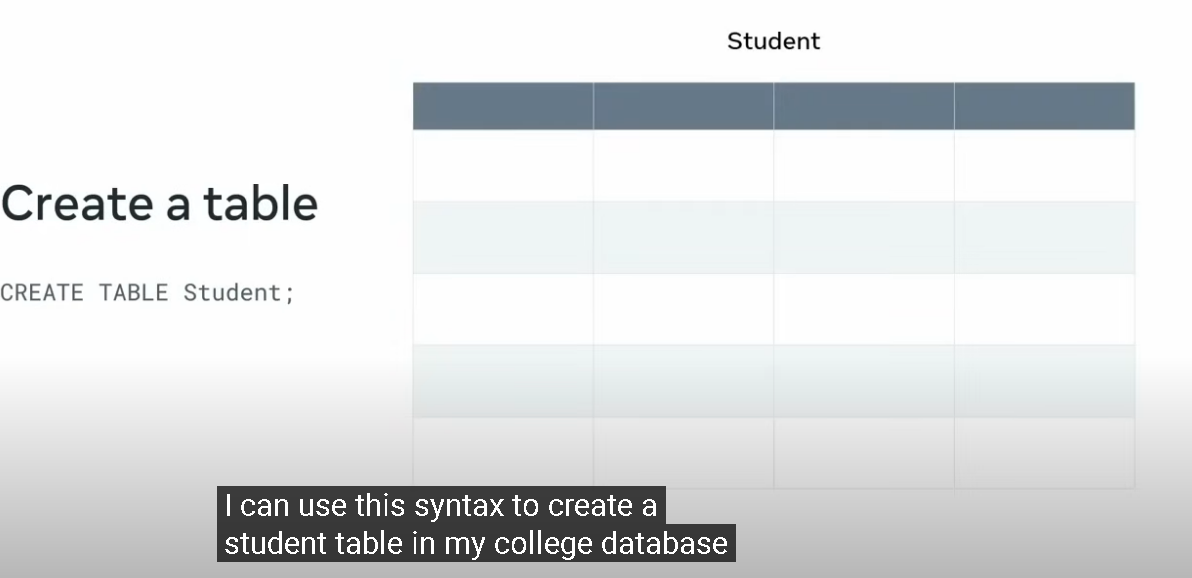 Student
Create a table
CREATE TABLE Student;
I can use this syntax to create a
student table in my college database